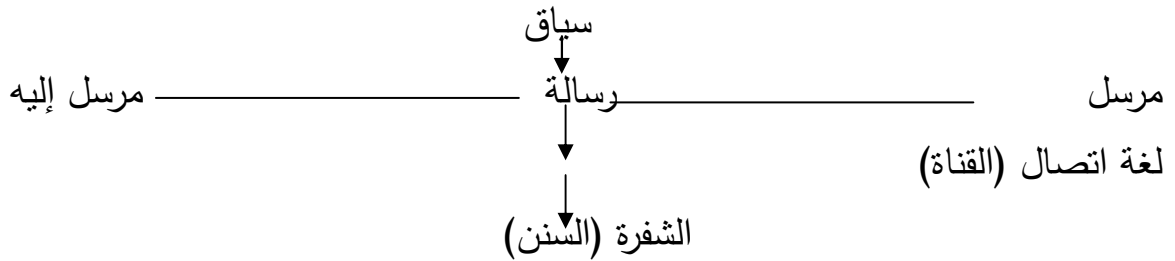 سياق
مرسل رسالة مرسل إليه
لغة اتصال (القناة)
الشفرة (السنن)